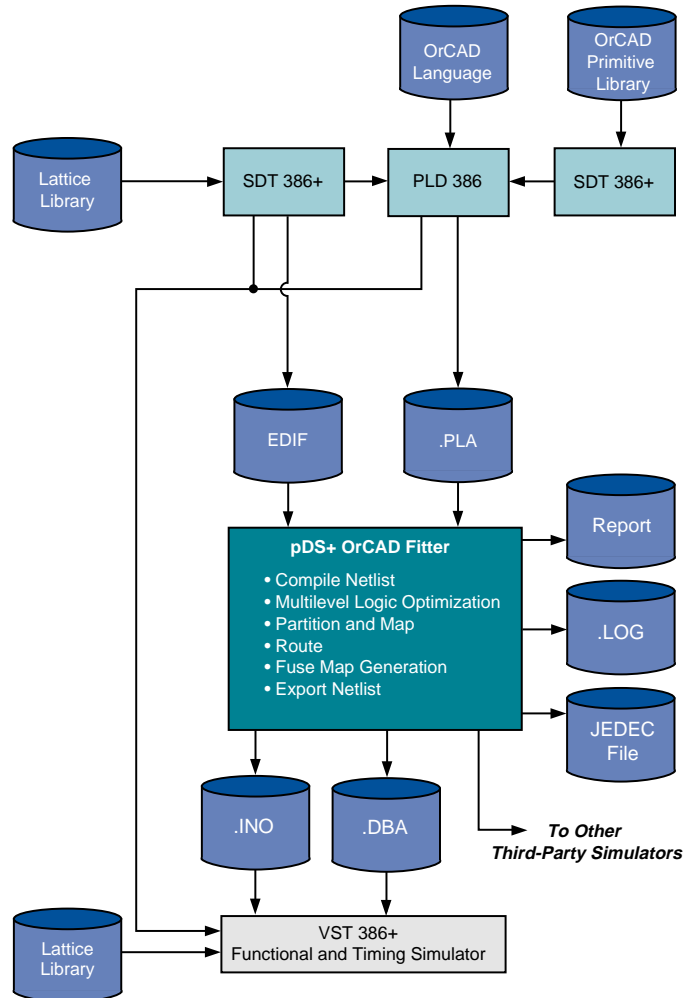 OrCAD
Language
OrCAD
Primitive
Library
Lattice
Library
SDT 386+
PLD 386
SDT 386+
EDIF
.PLA
pDS+ OrCAD Fitter
• Compile Netlist
• Multilevel Logic Optimization
• Partition and Map
• Route
• Fuse Map Generation
• Export Netlist
Report
.LOG
JEDEC
File
.INO
.DBA
To Other
Third-Party Simulators
Lattice
Library
VST 386+
Functional and Timing Simulator